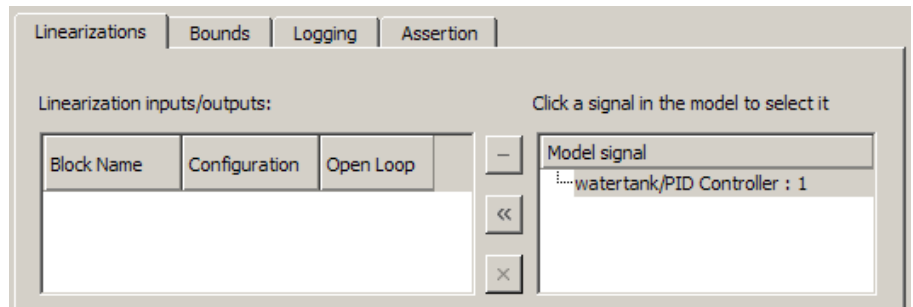 Linearizations Bounds Logging Assertion
Linearization inputs/outputs: Click a signal in the model to select it
Block Name Configuration Open Loop − Model signal
watertank/PID Controller : 1
«
×